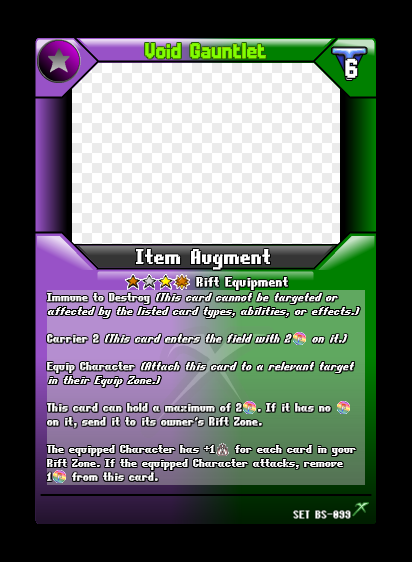 Void Gauntlet
6
Item Augment
Rift Equipment
Immune to Destroy (This card cannot be targeted or
affected by the listed card types, abilities, or effects.)
Carrier 2 (This card enters the field with 2 on it.)
Equip Character (Attach this card to a relevant target
in their Equip Zone.)
This card can hold a maximum of 2. If it has no
on it, send it to its owner's Rift Zone.
The equipped Character has +1 for each card in your
Rift Zone. If the equipped Character attacks, remove
1 from this card.
SET BS-099